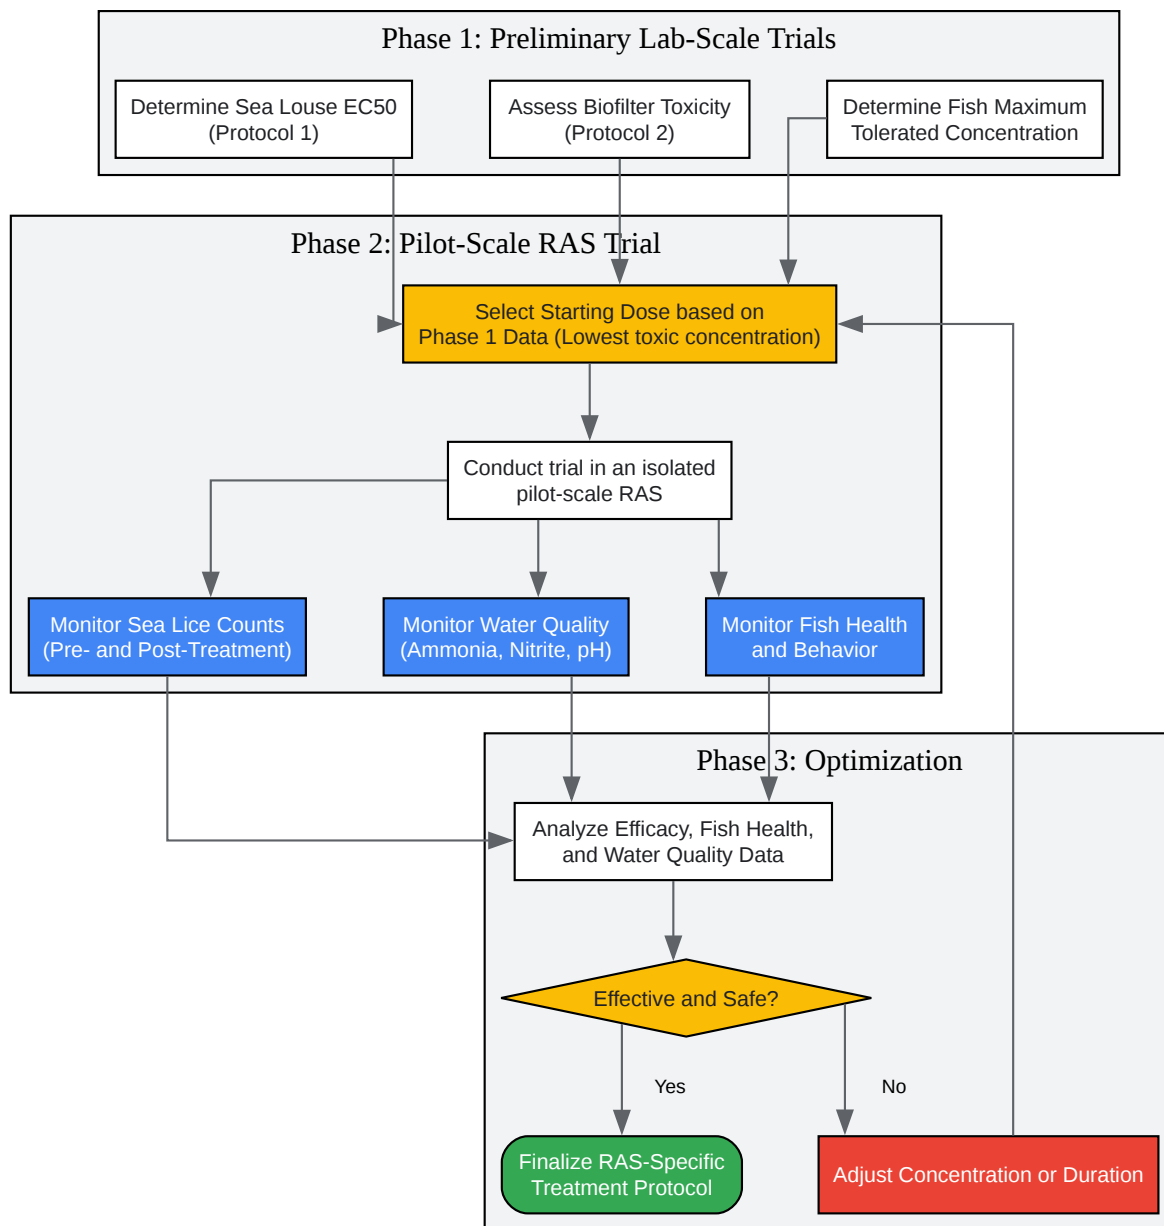 Phase 1: Preliminary Lab-Scale Trials
Determine Sea Louse EC50
(Protocol 1)
Assess Biofilter Toxicity
(Protocol 2)
Determine Fish Maximum
Tolerated Concentration
Phase 2: Pilot-Scale RAS Trial
Select Starting Dose based on
Phase 1 Data (Lowest toxic concentration)
Conduct trial in an isolated
pilot-scale RAS
Monitor Sea Lice Counts
(Pre- and Post-Treatment)
Monitor Water Quality
(Ammonia, Nitrite, pH)
Monitor Fish Health
and Behavior
Phase 3: Optimization
Analyze Efficacy, Fish Health,
and Water Quality Data
Effective and Safe?
Yes
No
Finalize RAS-Specific
Treatment Protocol
Adjust Concentration or Duration